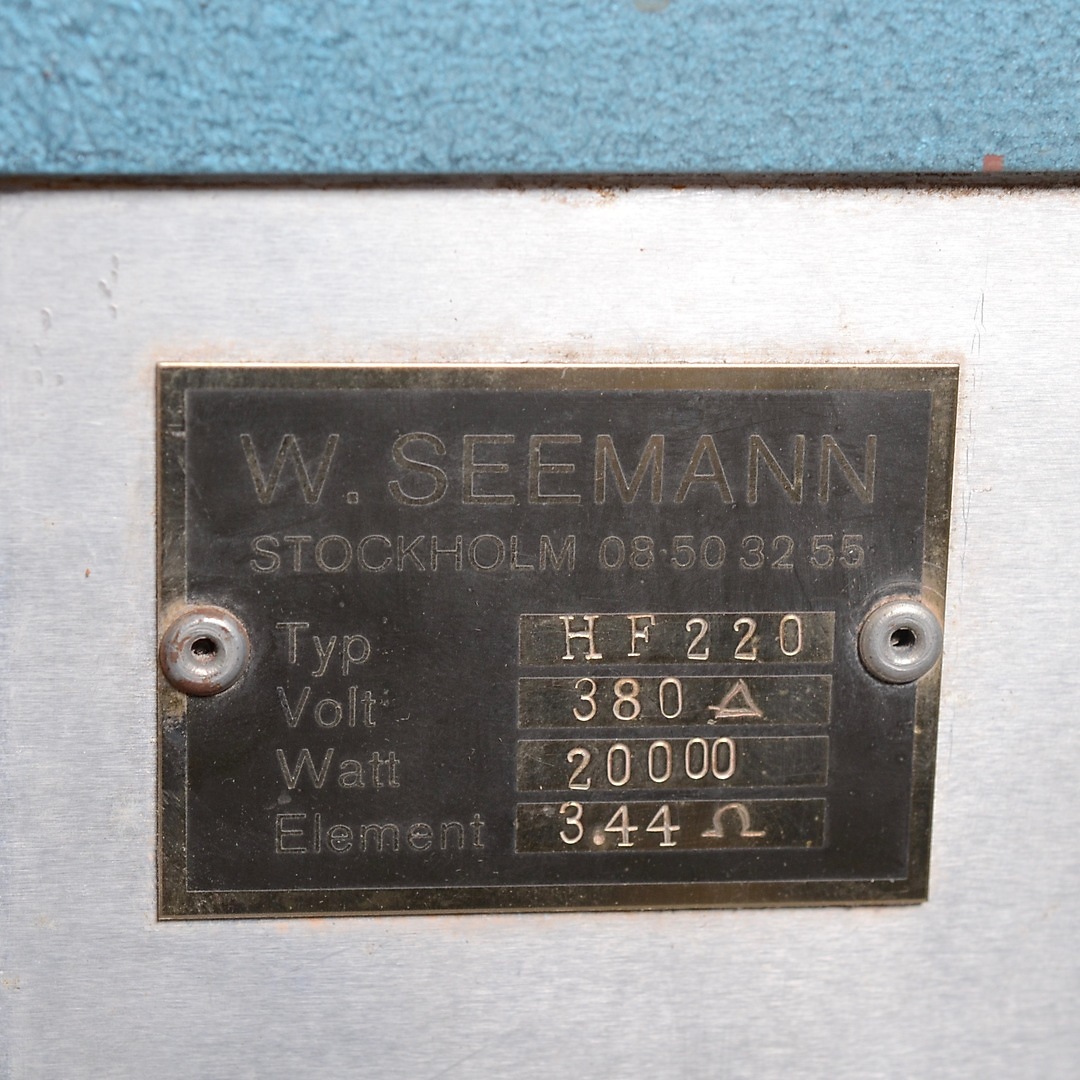 W. SEEMANN
STOCKHOLM 08·50 32 55
Typ HF 220
Volt 380 Δ
Watt 20000
Element 3.44 Ω